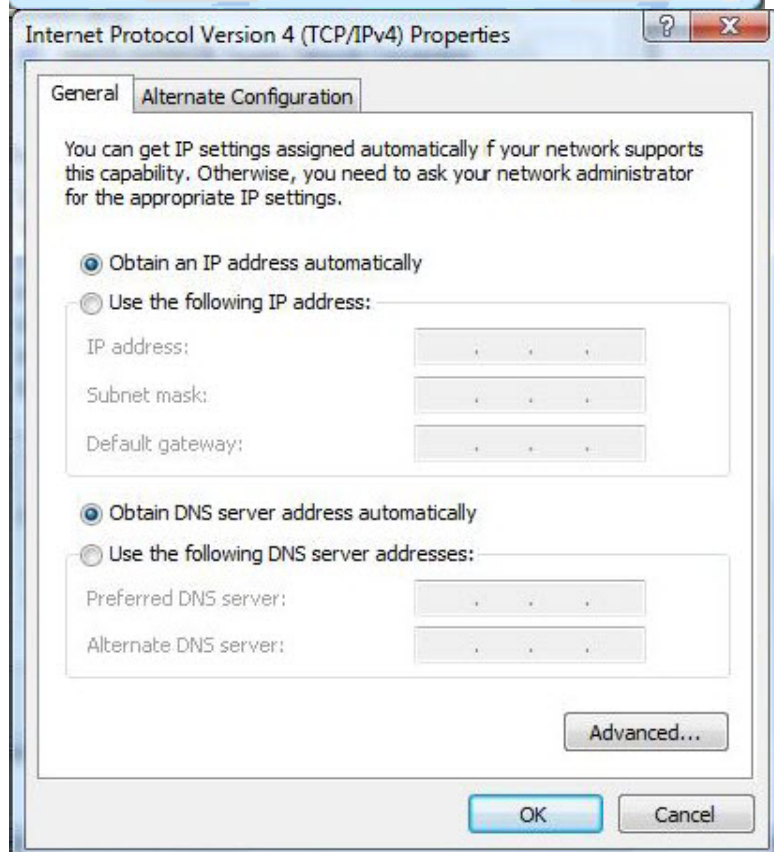 Internet Protocol Version 4 (TCP/IPv4) Properties
General
Alternate Configuration
You can get IP settings assigned automatically if your network supports
this capability. Otherwise, you need to ask your network administrator
for the appropriate IP settings.
Obtain an IP address automatically
Use the following IP address:
IP address:
Subnet mask:
Default gateway:
Obtain DNS server address automatically
Use the following DNS server addresses:
Preferred DNS server:
Alternate DNS server:
Advanced...
OK
Cancel